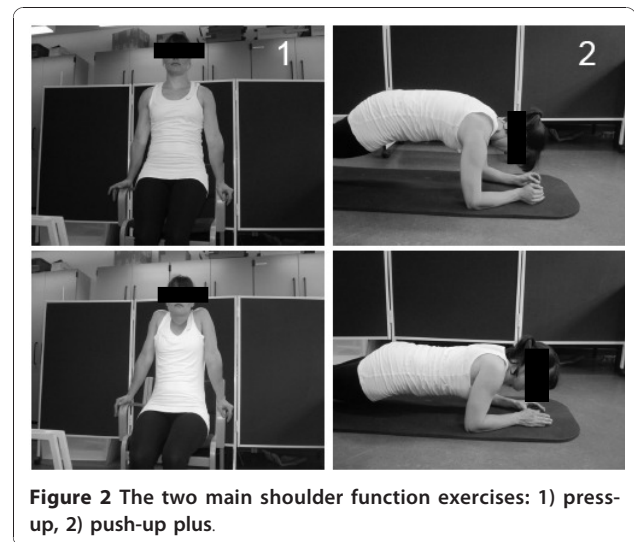 1
2
Figure 2 The two main shoulder function exercises: 1) press-
up, 2) push-up plus.